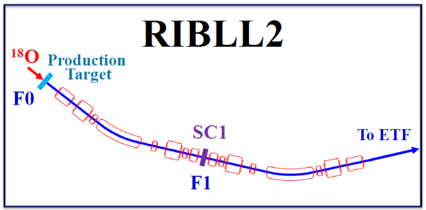 RIBLL2
¹⁸O
Production
Target
F0
SC1
F1
To ETF